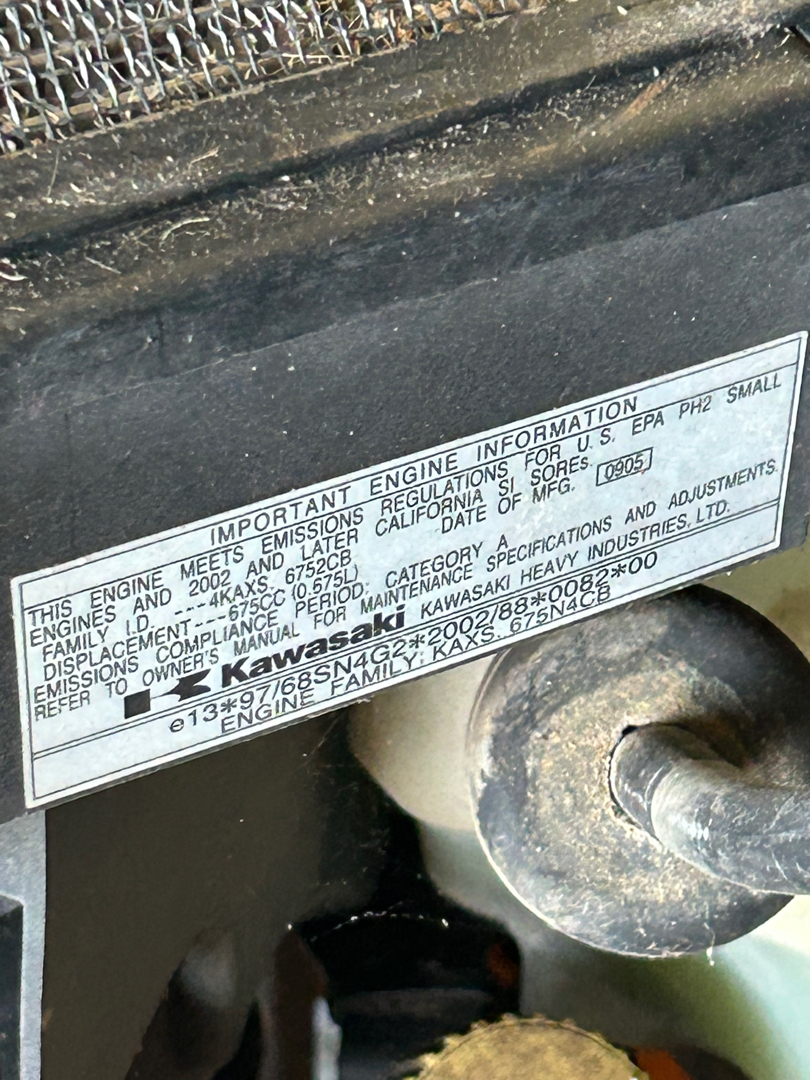 IMPORTANT ENGINE INFORMATION
THIS ENGINE MEETS EMISSIONS REGULATIONS FOR U.S. EPA PH2 SMALL
ENGINES AND 2002 AND LATER CALIFORNIA SI SORES.
FAMILY I.D. ---4KAXS. 6752CB DATE OF MFG. 0905
DISPLACEMENT---675CC (0.675L)
EMISSIONS COMPLIANCE PERIOD: CATEGORY A
REFER TO OWNER'S MANUAL FOR MAINTENANCE SPECIFICATIONS AND ADJUSTMENTS.
Kawasaki KAWASAKI HEAVY INDUSTRIES, LTD.
e13*97/68SN4G2*2002/88*0082*00
ENGINE FAMILY: KAXS. 675N4CB